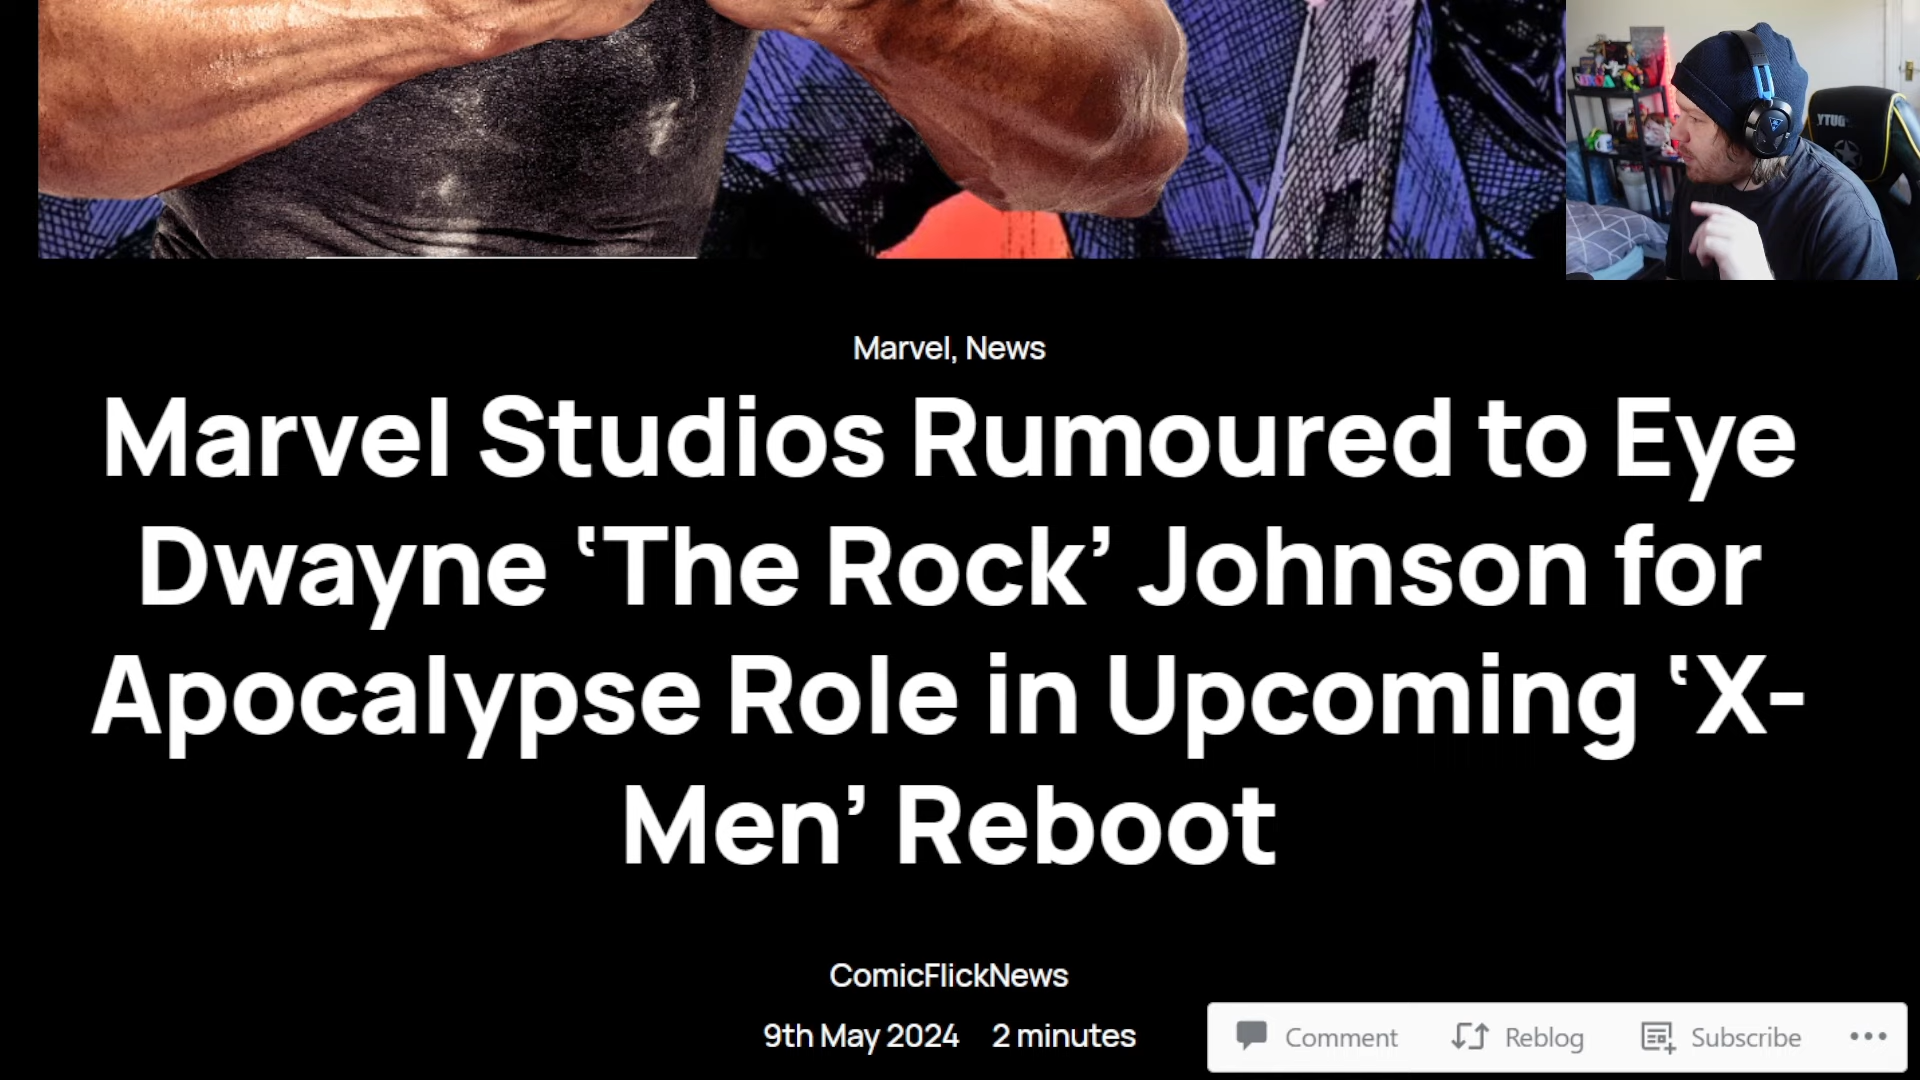 Marvel, News
Marvel Studios Rumoured to Eye
Dwayne ‘The Rock’ Johnson for
Apocalypse Role in Upcoming ‘X-
Men’ Reboot
ComicFlickNews
9th May 2024 2 minutes
Comment Reblog Subscribe